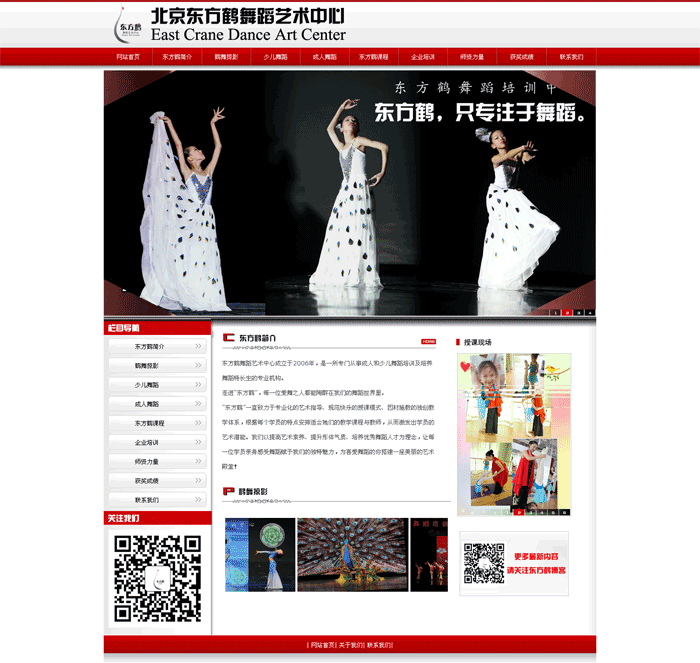 东方鹤
北京东方鹤舞蹈艺术中心
East Crane Dance Art Center
网站首页 东方鹤简介 鹤舞掠影 少儿舞蹈 成人舞蹈 东方鹤课程 企业培训 师资力量 获奖成绩 联系我们
东方鹤舞蹈培训中
东方鹤，只专注于舞蹈。
1 2 3 4
栏目导航
东方鹤简介
鹤舞掠影
少儿舞蹈
成人舞蹈
东方鹤课程
企业培训
师资力量
获奖成绩
联系我们
关注我们
东方鹤简介
东方鹤舞蹈艺术中心成立于2006年，是一所专门从事成人和少儿舞蹈培训及培养
舞蹈特长生的专业机构。
走进“东方鹤”，每一位爱舞之人都能陶醉在我们的舞蹈世界里。
“东方鹤”一直致力于专业化的艺术指导、规范快乐的授课模式、因材施教的独创教
学体系，根据每个学员的特点安排适合她们的教学课程与教师，从而激发出学员的
艺术潜能。我们以提高艺术素养、提升形体气质、培养优秀舞蹈人才为理念，让每
一位学员亲身感受舞蹈赋予我们的独特魅力，为喜爱舞蹈的你搭建一座美丽的艺术
殿堂！
鹤舞掠影
舞蹈培训
授课现场
更多最新内容
请关注东方鹤博客
| 网站首页| 关于我们| 联系我们|